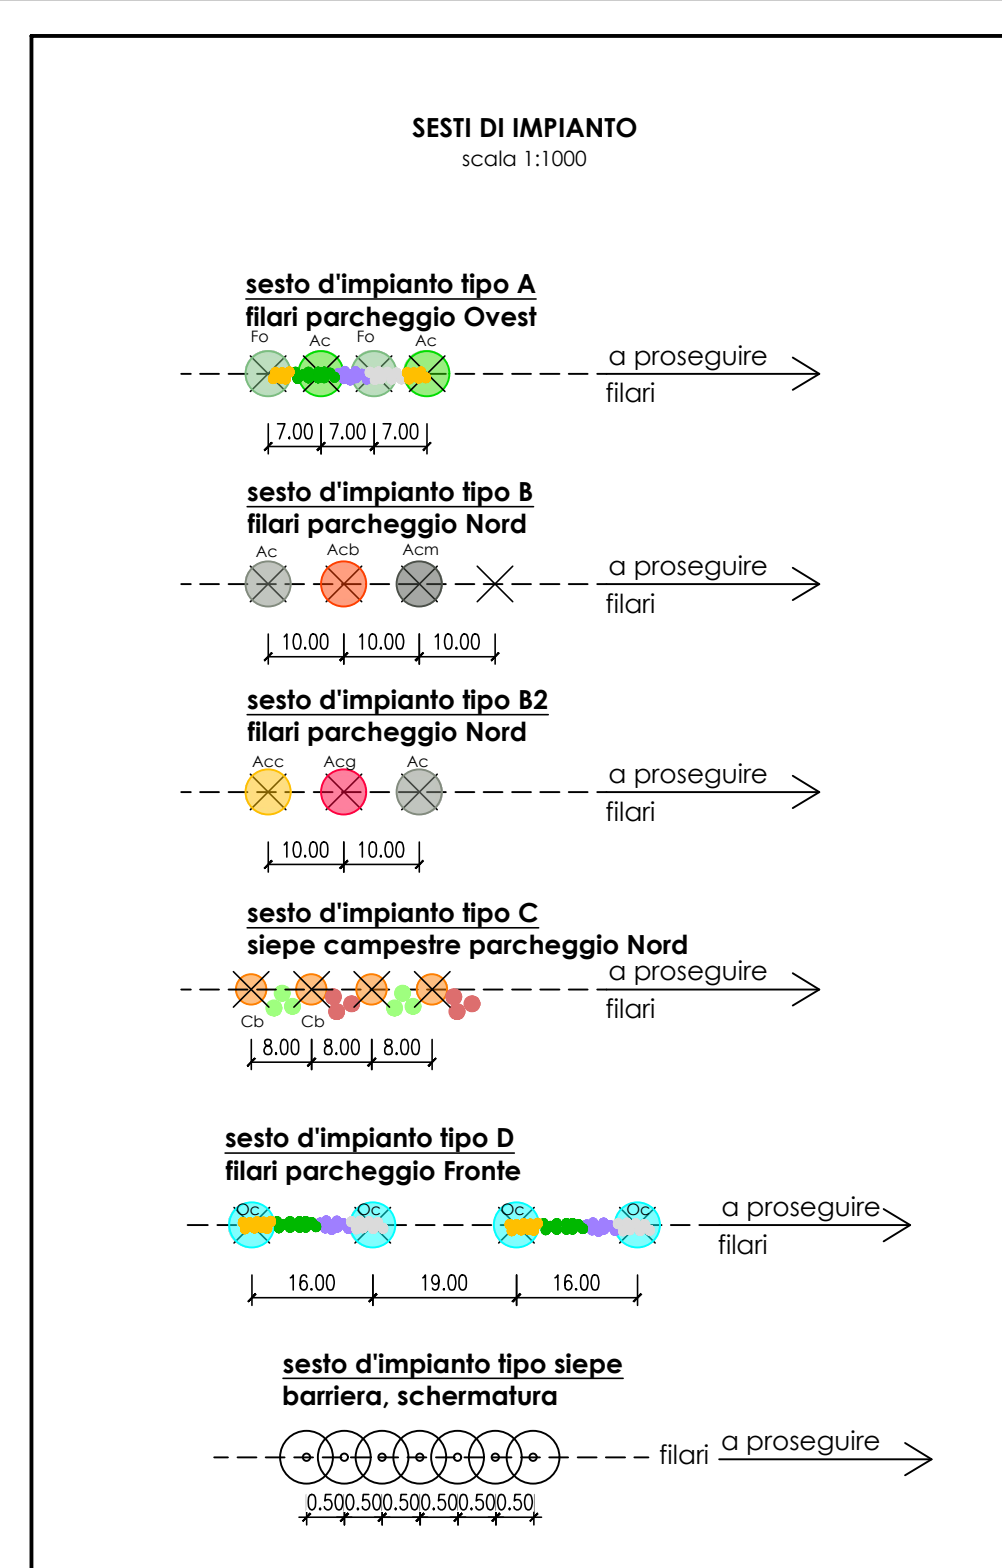 SESTI DI IMPIANTO
scala 1:1000
sesto d'impianto tipo A
filari parcheggio Ovest
Fo Ac Fo Ac
a proseguire
filari
7.00 7.00 7.00
sesto d'impianto tipo B
filari parcheggio Nord
Ac Acb Acm
a proseguire
filari
10.00 10.00 10.00
sesto d'impianto tipo B2
filari parcheggio Nord
Acc Acg Ac
a proseguire
filari
10.00 10.00
sesto d'impianto tipo C
siepe campestre parcheggio Nord
a proseguire
filari
Cb Cb
8.00 8.00 8.00
sesto d'impianto tipo D
filari parcheggio Fronte
Oc Oc Oc Oc
a proseguire
filari
16.00 19.00 16.00
sesto d'impianto tipo siepe
barriera, schermatura
filari a proseguire
0.50 0.50 0.50 0.50 0.50 0.50